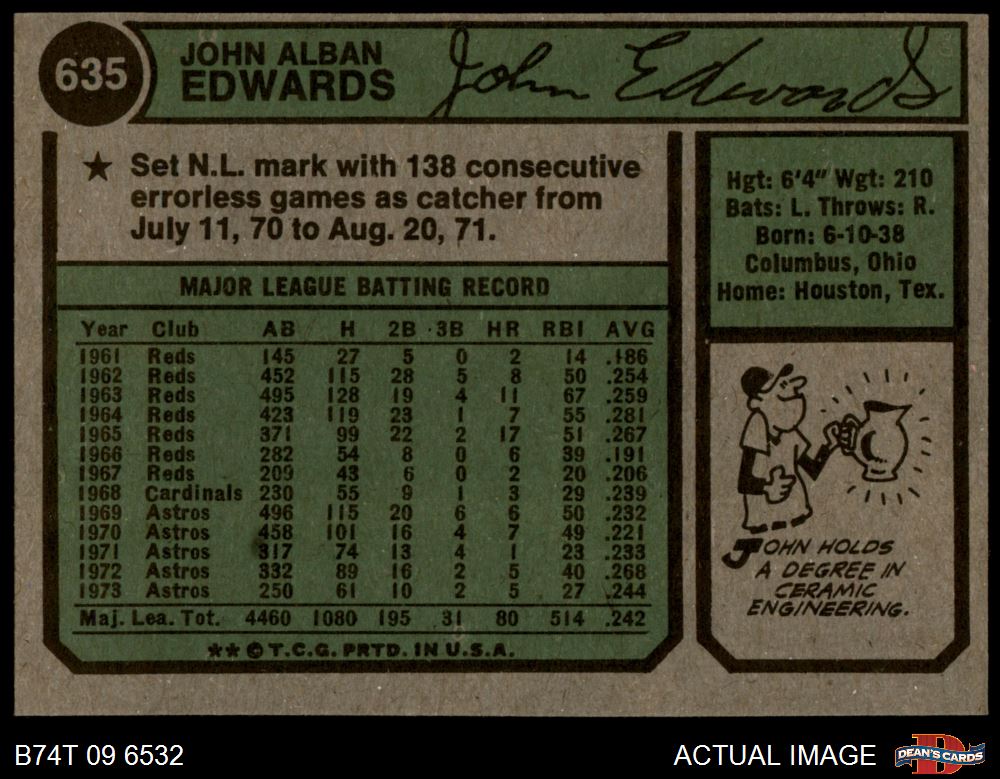 635
JOHN ALBAN
EDWARDS
John Edwards
★ Set N.L. mark with 138 consecutive
errorless games as catcher from
July 11, 70 to Aug. 20, 71.
MAJOR LEAGUE BATTING RECORD
Year Club AB H 2B 3B HR RBI AVG
1961 Reds 145 27 5 0 2 14 .186
1962 Reds 452 115 28 5 8 50 .254
1963 Reds 495 128 19 4 11 67 .259
1964 Reds 423 119 23 1 7 55 .281
1965 Reds 371 99 22 2 17 51 .267
1966 Reds 282 54 8 0 6 39 .191
1967 Reds 209 43 6 0 2 20 .206
1968 Cardinals 230 55 9 1 3 29 .239
1969 Astros 496 115 20 6 6 50 .232
1970 Astros 458 101 16 4 7 49 .221
1971 Astros 317 74 13 4 1 23 .233
1972 Astros 332 89 16 2 5 40 .268
1973 Astros 250 61 10 2 5 27 .244
Maj. Lea. Tot. 4460 1080 195 31 80 514 .242
★★ © T.C.G. PRTD. IN U.S.A.
Hgt: 6'4" Wgt: 210
Bats: L. Throws: R.
Born: 6-10-38
Columbus, Ohio
Home: Houston, Tex.
JOHN HOLDS
A DEGREE IN
CERAMIC
ENGINEERING.
B74T 09 6532
ACTUAL IMAGE
DEAN'S CARDS